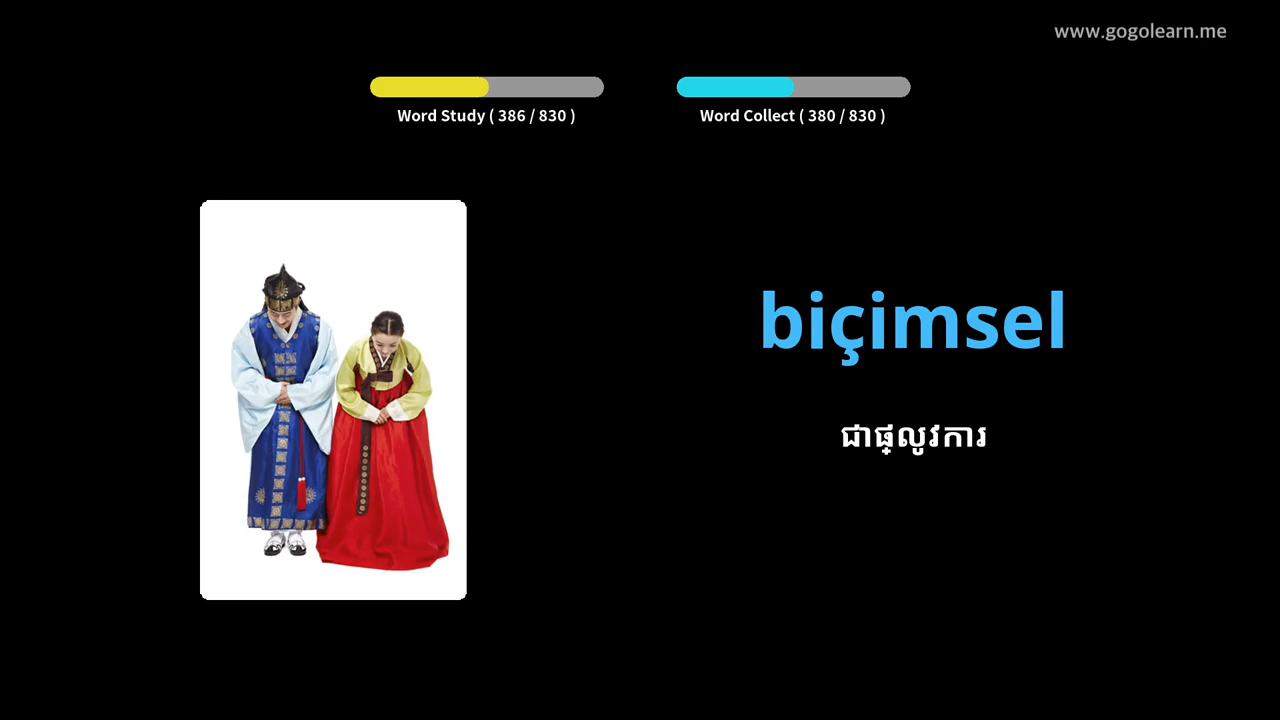 www.gogolearn.me
Word Study ( 386 / 830 )
Word Collect ( 380 / 830 )
biçimsel
ជាផ្លូវការ